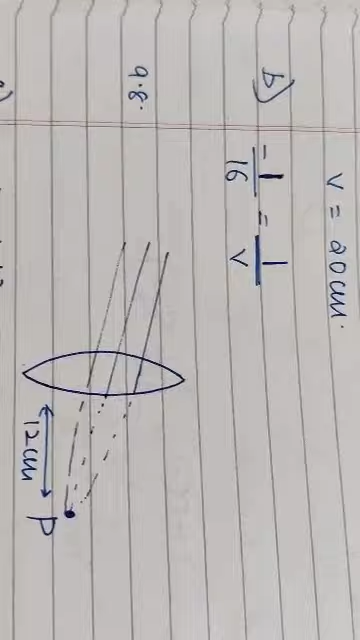 v = 20cm.
b) -1/16 = 1/v
9.8.
12cm
P